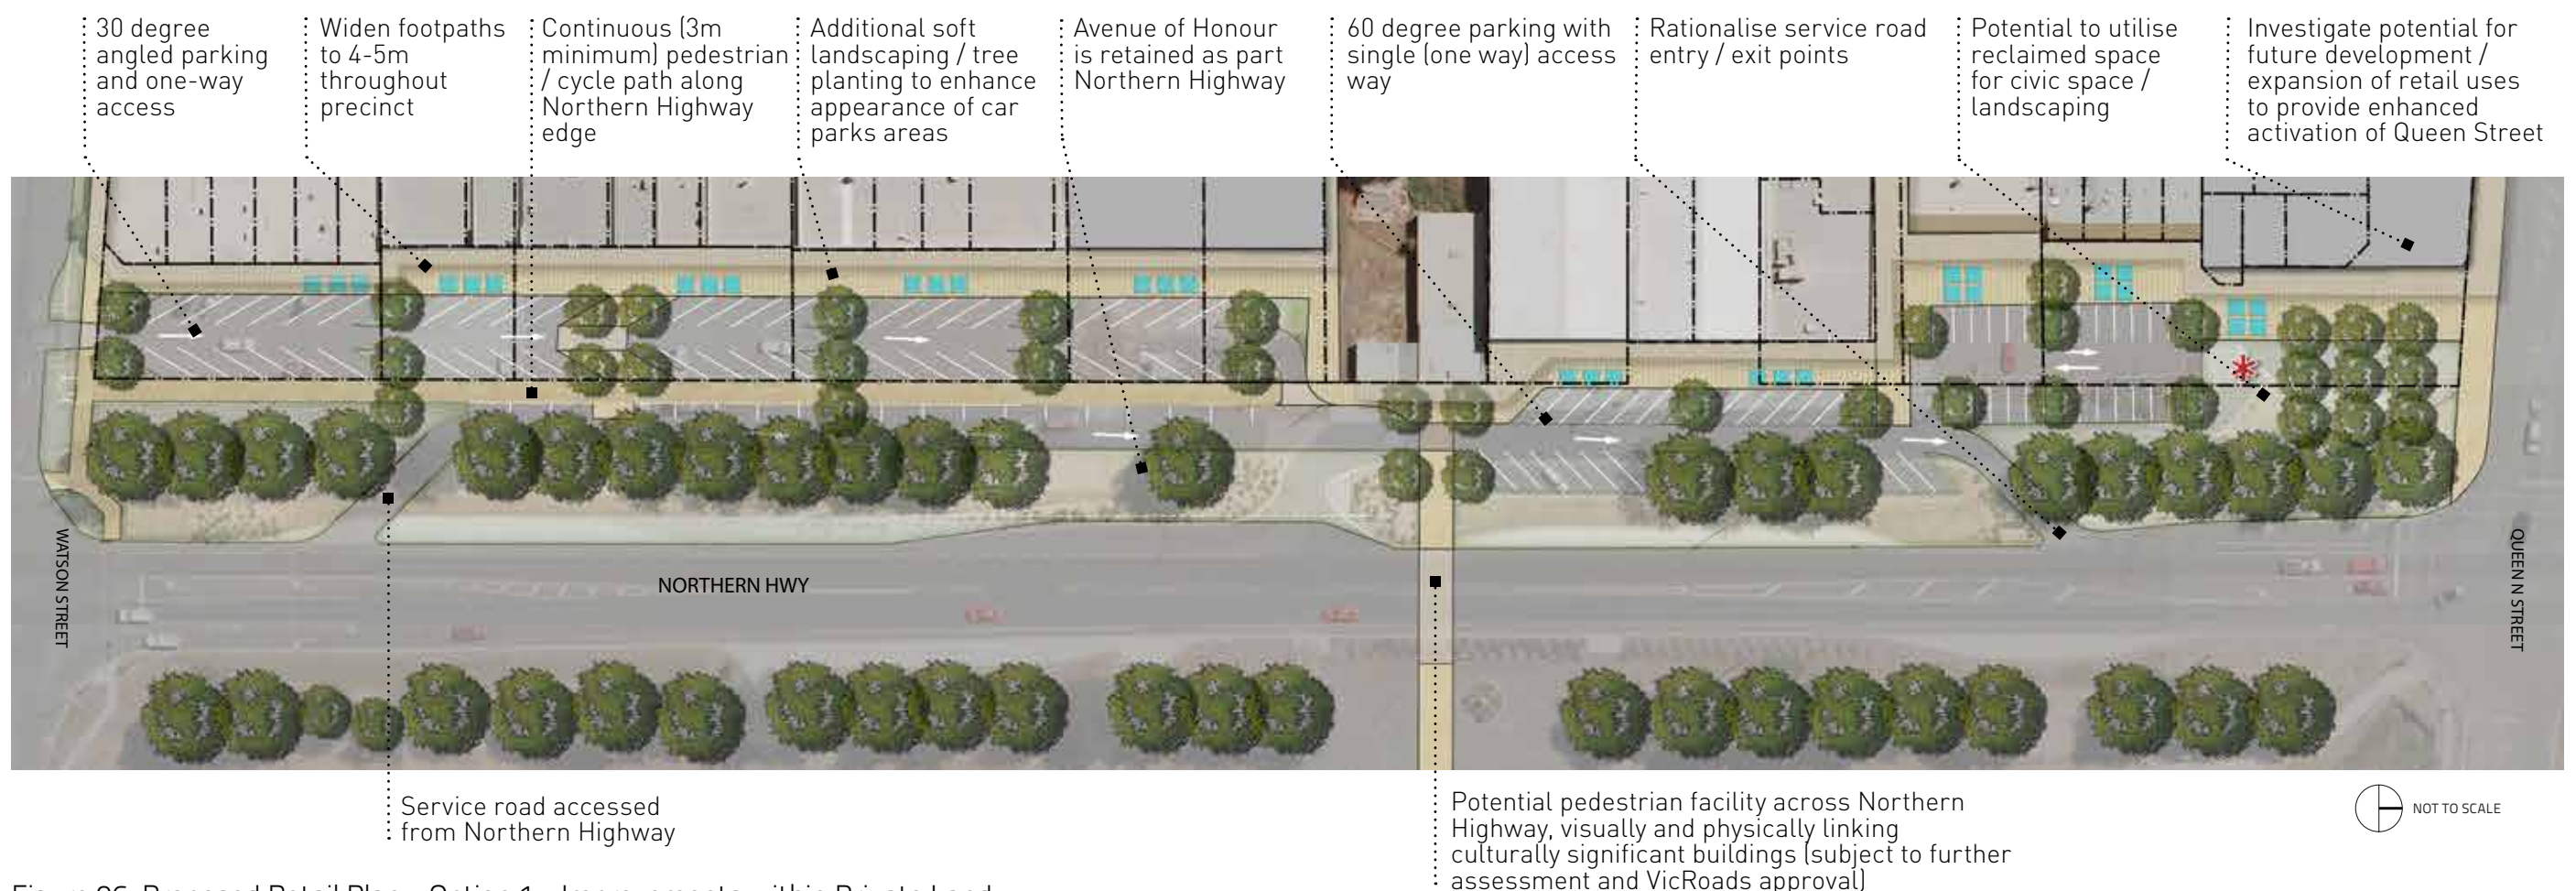 30 degree
angled parking
and one-way
access
Widen footpaths
to 4-5m
throughout
precinct
Continuous (3m
minimum) pedestrian
/ cycle path along
Northern Highway
edge
Additional soft
landscaping / tree
planting to enhance
appearance of car
parks areas
Avenue of Honour
is retained as part
Northern Highway
60 degree parking with
single (one way) access
way
Rationalise service road
entry / exit points
Potential to utilise
reclaimed space
for civic space /
landscaping
Investigate potential for
future development /
expansion of retail uses
to provide enhanced
activation of Queen Street
WATSON STREET
NORTHERN HWY
QUEEN STREET
Service road accessed
from Northern Highway
Potential pedestrian facility across Northern
Highway, visually and physically linking
culturally significant buildings (subject to further
assessment and VicRoads approval)
NOT TO SCALE